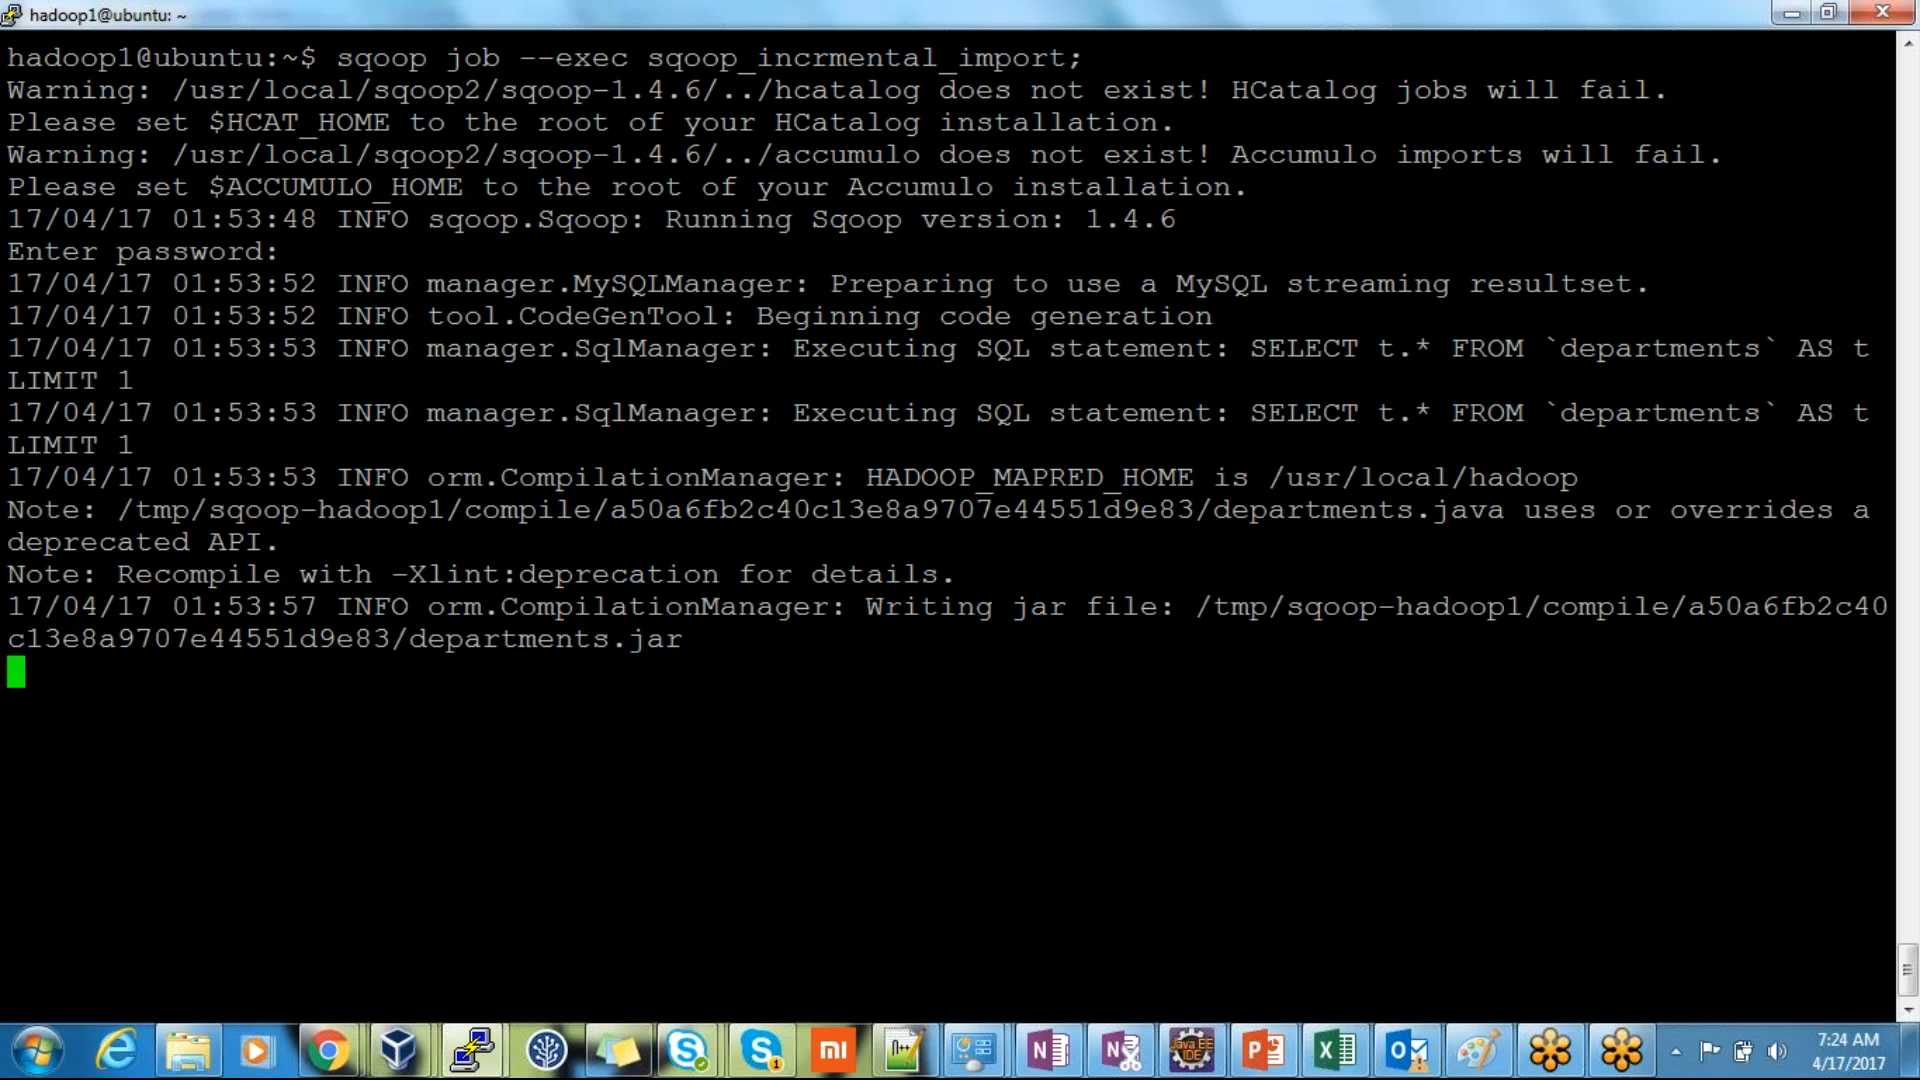 hadoop1@ubuntu: ~
hadoop1@ubuntu:~$ sqoop job --exec sqoop_incrmental_import;
Warning: /usr/local/sqoop2/sqoop-1.4.6/../hcatalog does not exist! HCatalog jobs will fail.
Please set $HCAT_HOME to the root of your HCatalog installation.
Warning: /usr/local/sqoop2/sqoop-1.4.6/../accumulo does not exist! Accumulo imports will fail.
Please set $ACCUMULO_HOME to the root of your Accumulo installation.
17/04/17 01:53:48 INFO sqoop.Sqoop: Running Sqoop version: 1.4.6
Enter password:
17/04/17 01:53:52 INFO manager.MySQLManager: Preparing to use a MySQL streaming resultset.
17/04/17 01:53:52 INFO tool.CodeGenTool: Beginning code generation
17/04/17 01:53:53 INFO manager.SqlManager: Executing SQL statement: SELECT t.* FROM `departments` AS t
LIMIT 1
17/04/17 01:53:53 INFO manager.SqlManager: Executing SQL statement: SELECT t.* FROM `departments` AS t
LIMIT 1
17/04/17 01:53:53 INFO orm.CompilationManager: HADOOP_MAPRED_HOME is /usr/local/hadoop
Note: /tmp/sqoop-hadoop1/compile/a50a6fb2c40c13e8a9707e44551d9e83/departments.java uses or overrides a
deprecated API.
Note: Recompile with -Xlint:deprecation for details.
17/04/17 01:53:57 INFO orm.CompilationManager: Writing jar file: /tmp/sqoop-hadoop1/compile/a50a6fb2c40
c13e8a9707e44551d9e83/departments.jar
mi
n++
N
N
Java EE
IDE
P
X
O
7:24 AM
4/17/2017